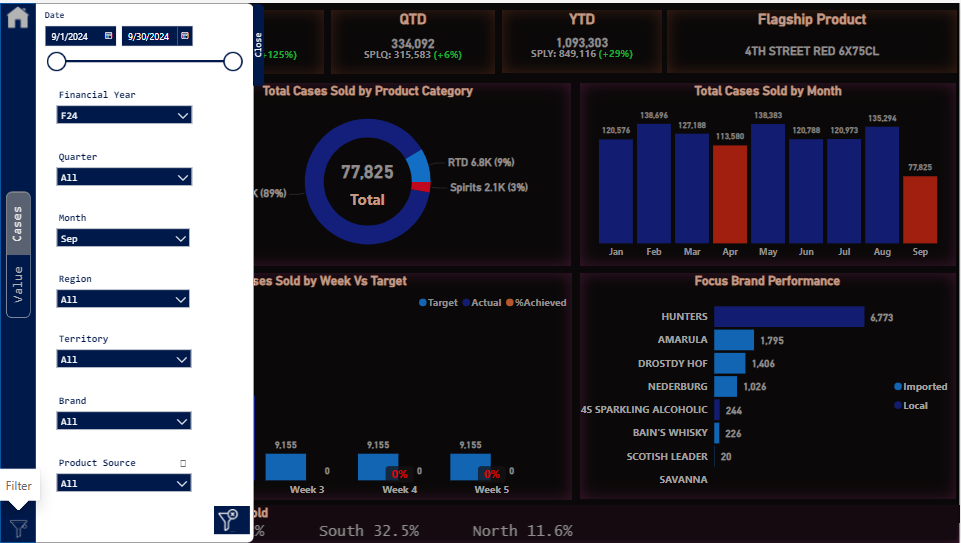 Date
9/1/2024
9/30/2024
Close
Financial Year
F24
Quarter
All
Month
Sep
Region
All
Territory
All
Brand
All
Product Source
All
Cases
Value
Filter
+125%)
QTD
334,092
SPLQ: 315,583 (+6%)
YTD
1,093,303
SPLY: 849,116 (+29%)
Flagship Product
4TH STREET RED 6X75CL
Total Cases Sold by Product Category
77,825
Total
RTD 6.8K (9%)
Spirits 2.1K (3%)
K (89%)
Total Cases Sold by Month
120,576
138,696
127,188
113,580
138,383
120,788
120,973
135,294
77,825
Jan
Feb
Mar
Apr
May
Jun
Jul
Aug
Sep
ses Sold by Week Vs Target
Target
Actual
%Achieved
9,155
0
9,155
0%
0
9,155
0%
0
Week 3
Week 4
Week 5
Focus Brand Performance
HUNTERS
6,773
AMARULA
1,795
DROSTDY HOF
1,406
NEDERBURG
1,026
4S SPARKLING ALCOHOLIC
244
BAIN'S WHISKY
226
SCOTISH LEADER
20
SAVANNA
Imported
Local
old
%
South 32.5%
North 11.6%